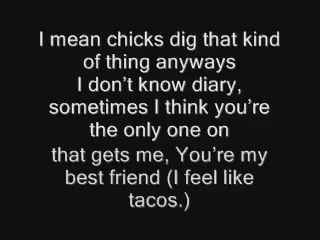 I mean chicks dig that kind
of thing anyways
I don't know diary,
sometimes I think you're
the only one on
that gets me, You're my
best friend (I feel like
tacos.)